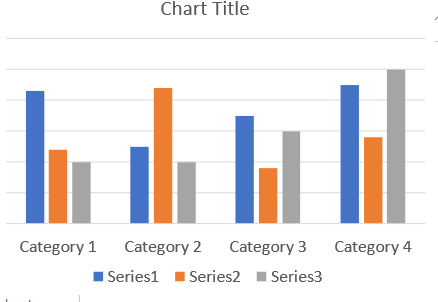 Chart Title
Category 1 Category 2 Category 3 Category 4
Series1 Series2 Series3